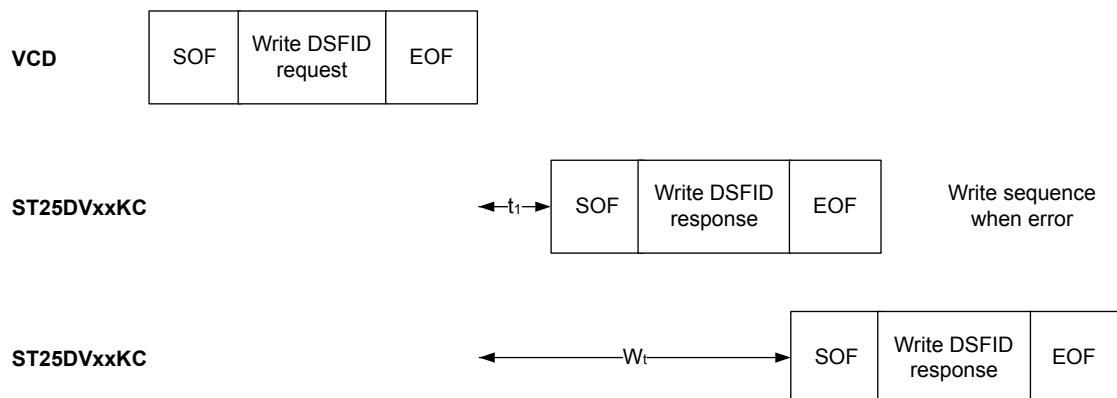 VCD
SOF
Write DSFID
request
EOF
ST25DVxxKC
t1
SOF
Write DSFID
response
EOF
Write sequence
when error
ST25DVxxKC
Wt
SOF
Write DSFID
response
EOF